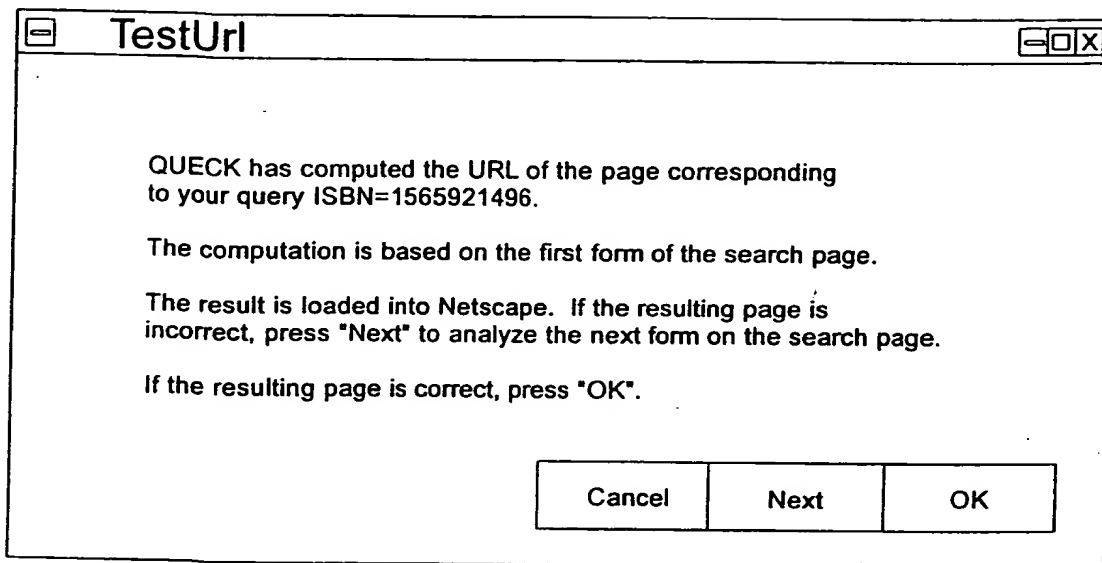 TestUrl
QUECK has computed the URL of the page corresponding
to your query ISBN=1565921496.
The computation is based on the first form of the search page.
The result is loaded into Netscape. If the resulting page is
incorrect, press "Next" to analyze the next form on the search page.
If the resulting page is correct, press "OK".
Cancel Next OK